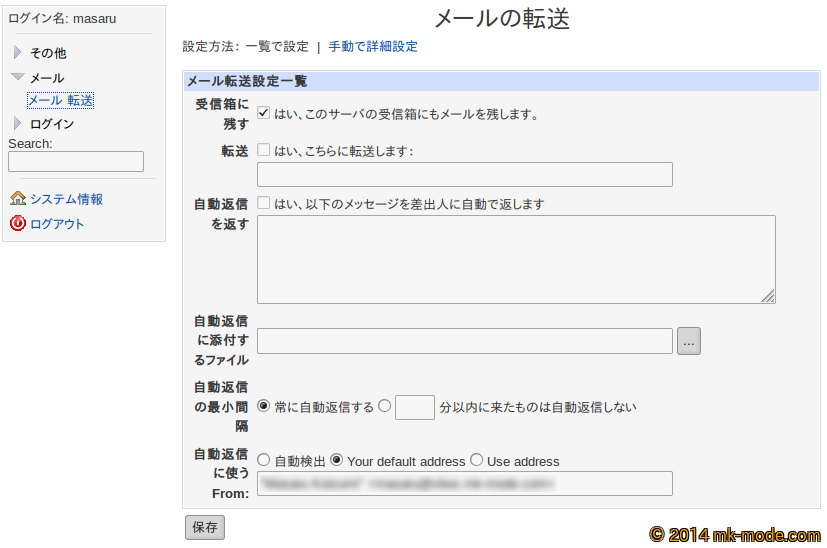 ログイン名: masaru
その他
メール
メール 転送
ログイン
Search:
システム情報
ログアウト
メールの転送
設定方法: 一覧で設定 | 手動で詳細設定
メール転送設定一覧
受信箱に
残す
はい、このサーバの受信箱にもメールを残します。
転送
はい、こちらに転送します:
自動返信
を返す
はい、以下のメッセージを差出人に自動で返します
自動返信
に添付す
るファイル
...
自動返信
の最小間
隔
常に自動返信する
分以内に来たものは自動返信しない
自動返信
に使う
From:
自動検出 Your default address Use address
保存
© 2014 mk-mode.com